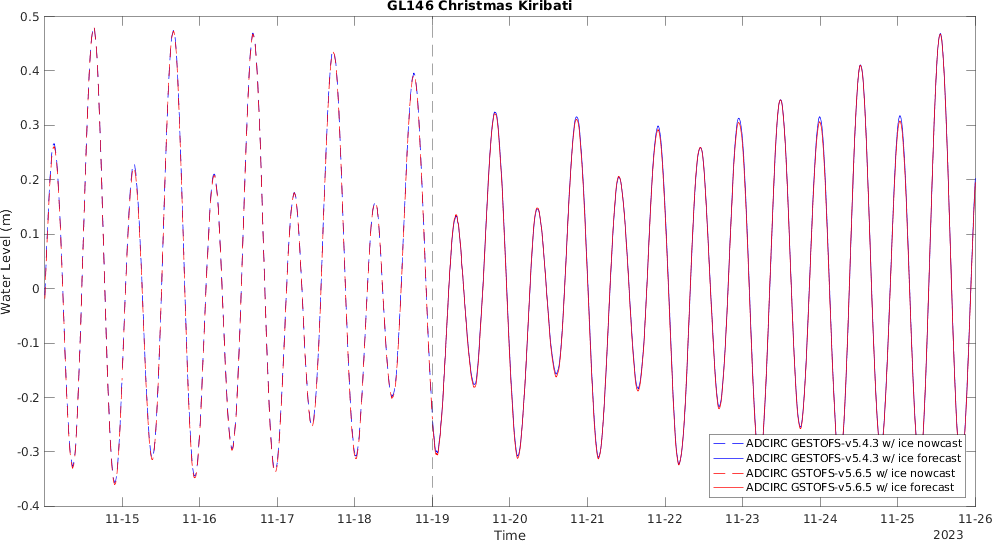 GL146 Christmas Kiribati
0.5
0.4
0.3
0.2
0.1
0
-0.1
-0.2
-0.3
-0.4
Water Level (m)
ADCIRC GESTOFS-v5.4.3 w/ ice nowcast
ADCIRC GESTOFS-v5.4.3 w/ ice forecast
ADCIRC GSTOFS-v5.6.5 w/ ice nowcast
ADCIRC GSTOFS-v5.6.5 w/ ice forecast
11-15 11-16 11-17 11-18 11-19 11-20 11-21 11-22 11-23 11-24 11-25 11-26
Time
2023